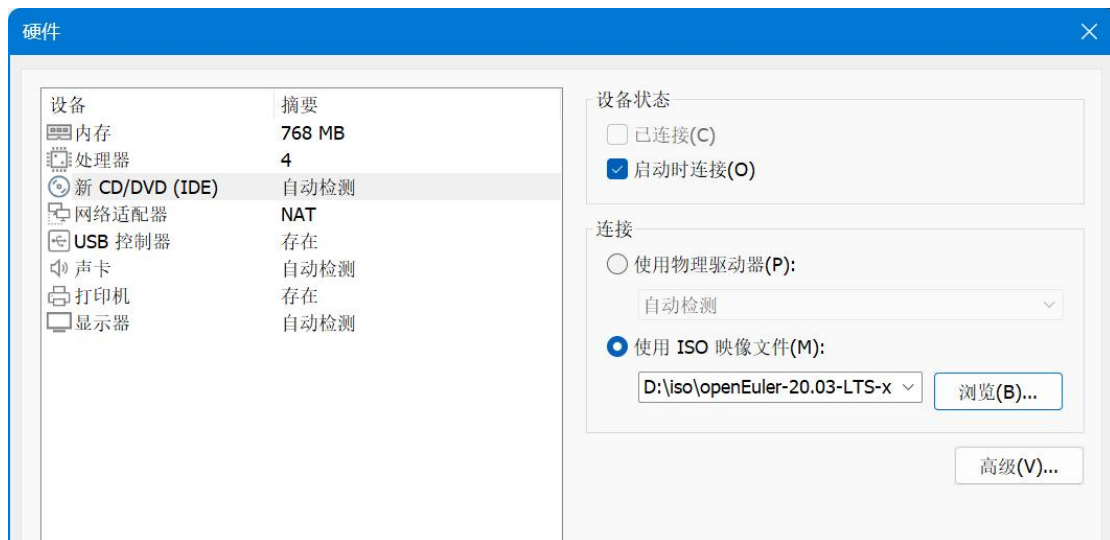 硬件
设备 摘要
内存 768 MB
处理器 4
新 CD/DVD (IDE) 自动检测
网络适配器 NAT
USB 控制器 存在
声卡 自动检测
打印机 存在
显示器 自动检测
设备状态
已连接(C)
启动时连接(O)
连接
使用物理驱动器(P):
自动检测
使用 ISO 映像文件(M):
D:\iso\openEuler-20.03-LTS-x
浏览(B)...
高级(V)...